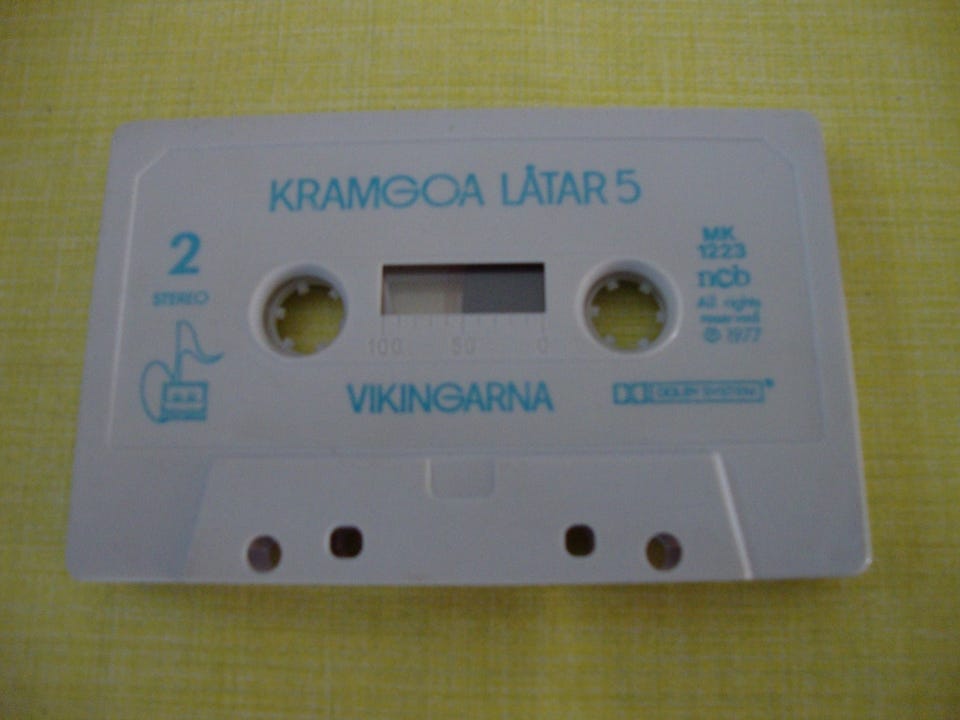 KRAMGOA LÅTAR 5
2
STEREO
MK
1223
ncb
All rights
reserved
Ⓟ 1977
100 50 0
VIKINGARNA
DOLBY SYSTEM